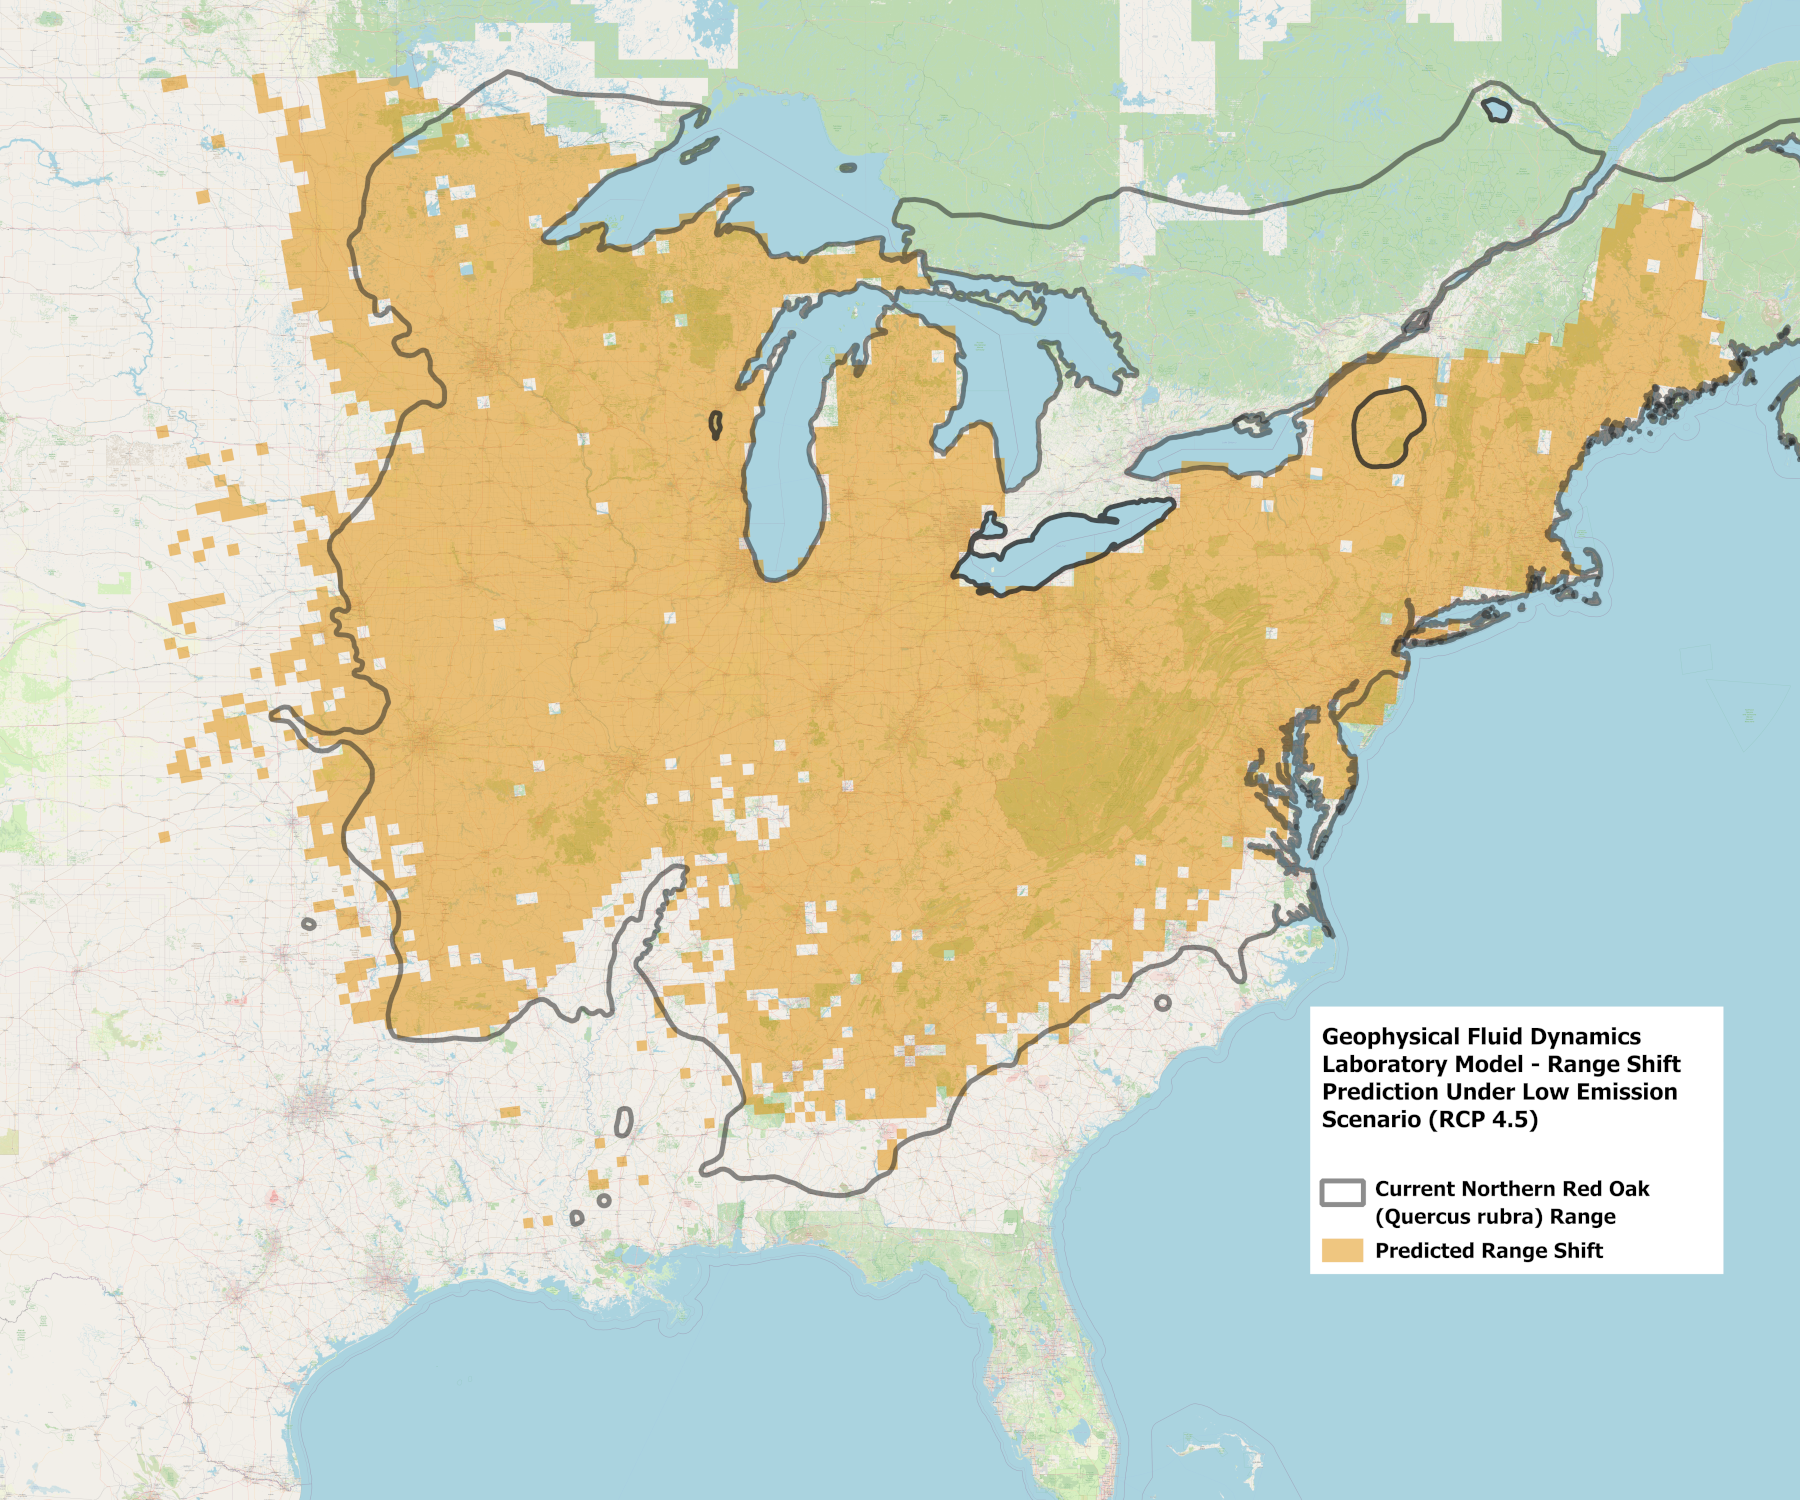 Geophysical Fluid Dynamics
Laboratory Model - Range Shift
Prediction Under Low Emission
Scenario (RCP 4.5)
Current Northern Red Oak
(Quercus rubra) Range
Predicted Range Shift